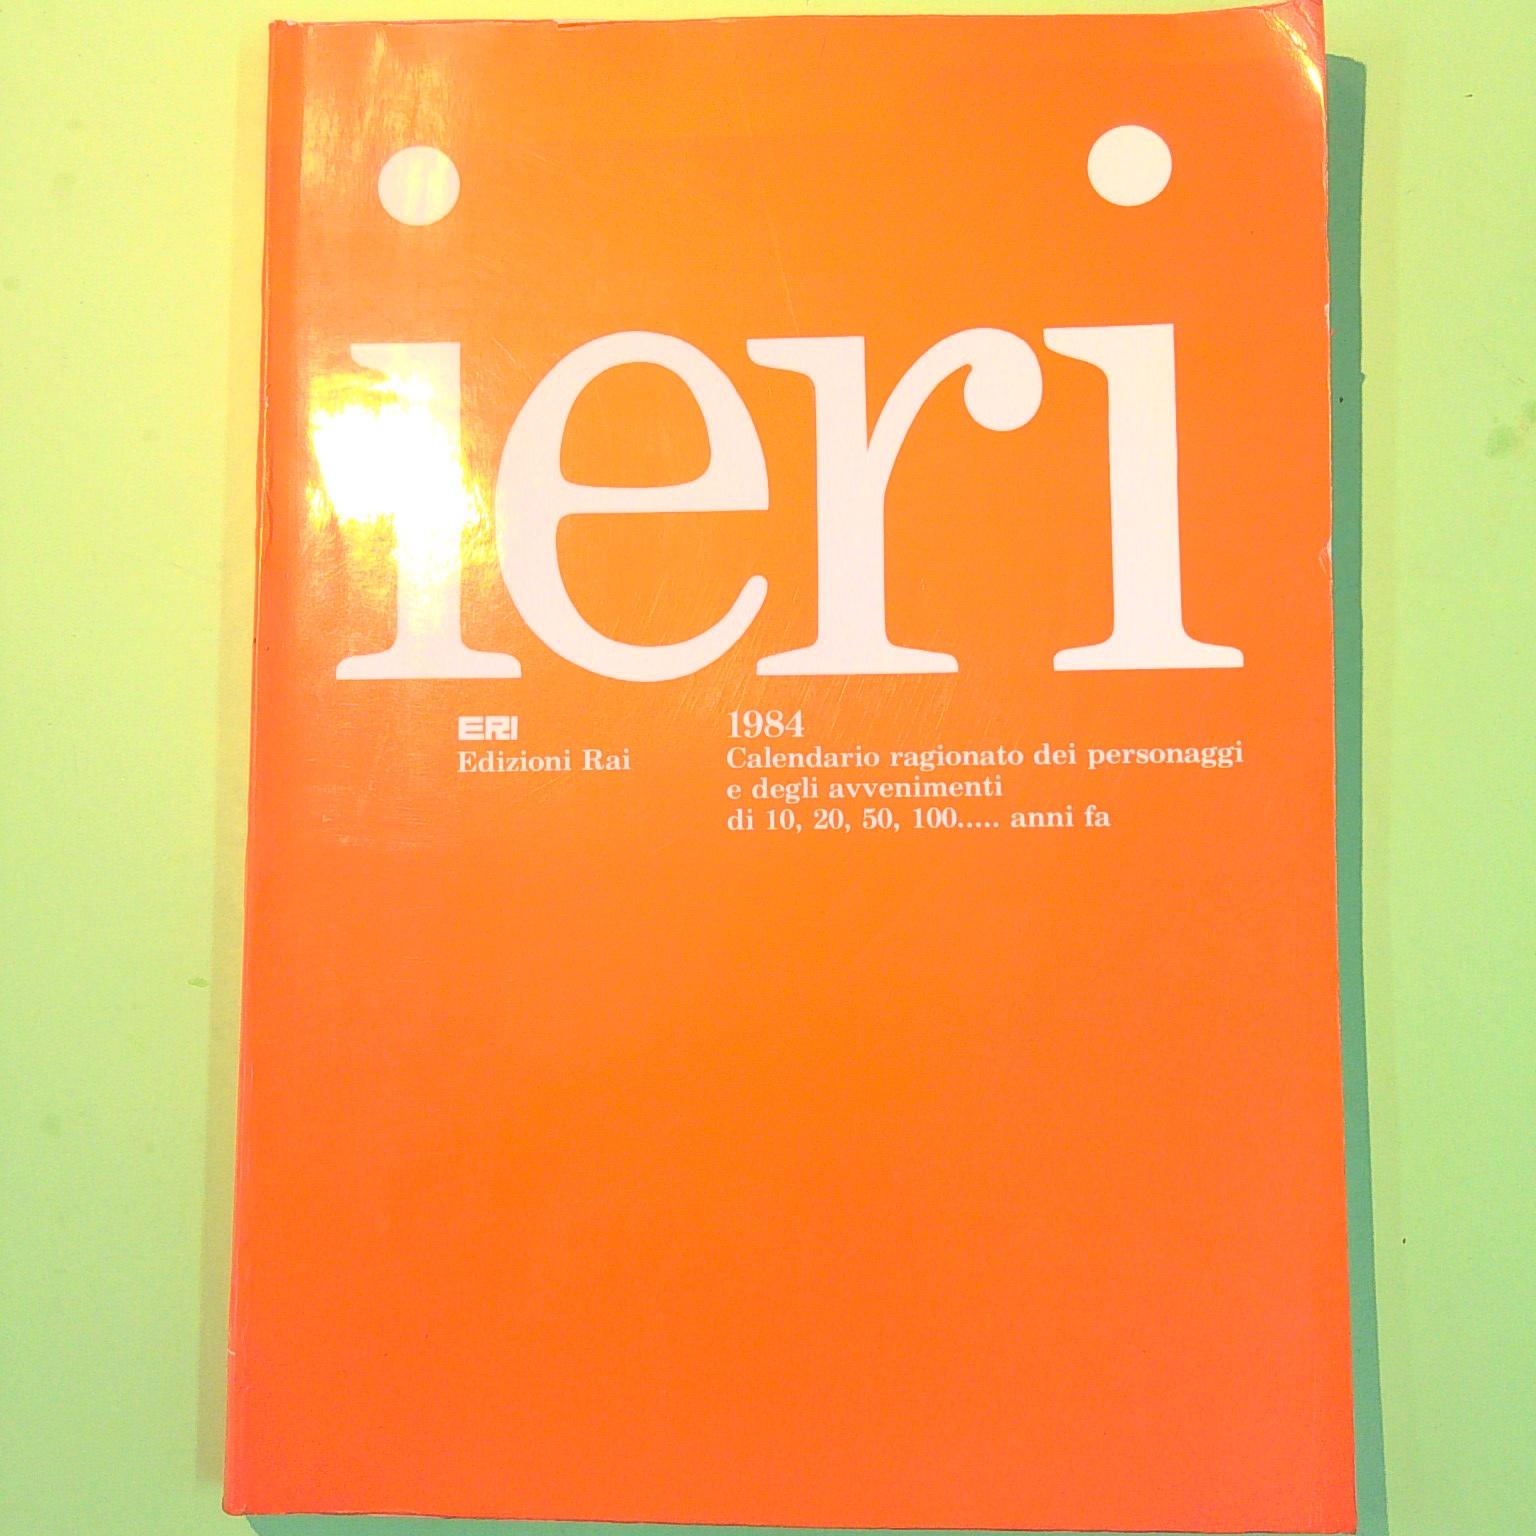 ieri
ERI
Edizioni Rai
1984
Calendario ragionato dei personaggi
e degli avvenimenti
di 10, 20, 50, 100..... anni fa